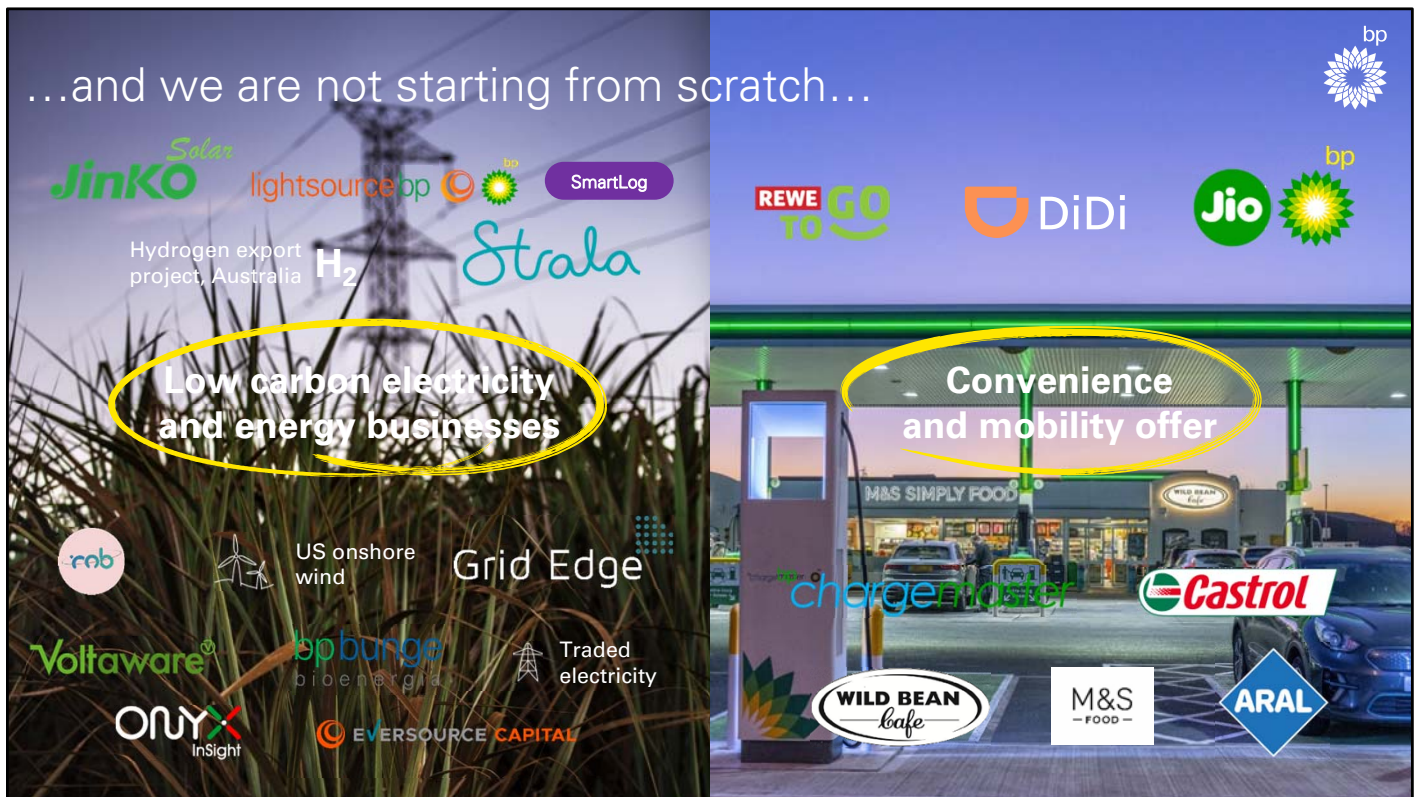 bp
…and we are not starting from scratch…
Solar
JinKO
lightsourcebp
bp
SmartLog
Hydrogen export
project, Australia
H2
Strala
Low carbon electricity
and energy businesses
US onshore
wind
Grid Edge
Voltaware
bpbunge
bioenergia
Traded
electricity
ONYX
InSight
EVERSOURCE CAPITAL
REWE
TO GO
DiDi
Jio
bp
Convenience
and mobility offer
M&S SIMPLY FOOD
WILD BEAN
Cafe
chargemaster
Castrol
WILD BEAN
Cafe
M&S
FOOD
ARAL